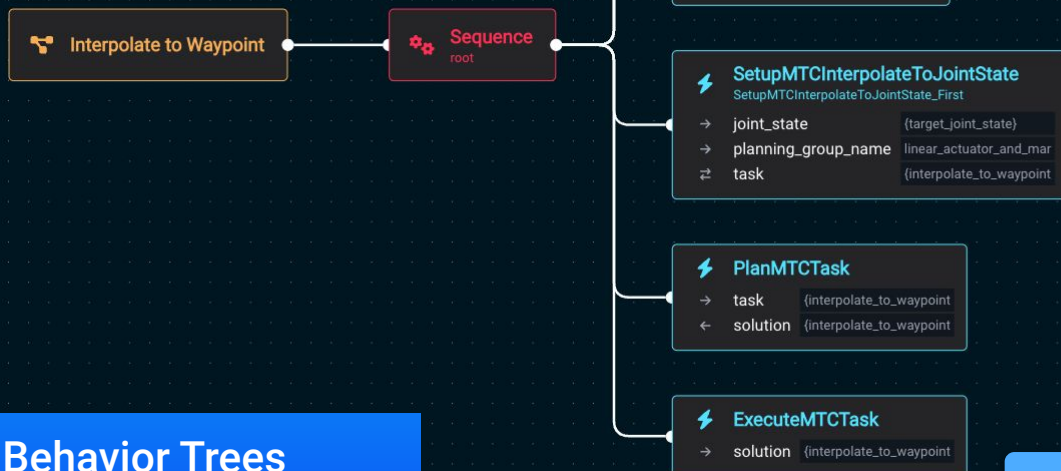 Interpolate to Waypoint
Sequence
root
SetupMTCInterpolateToJointState
SetupMTCInterpolateToJointState_First
joint_state {target_joint_state}
planning_group_name linear_actuator_and_mar
task {interpolate_to_waypoint
PlanMTCTask
task {interpolate_to_waypoint
solution {interpolate_to_waypoint
ExecuteMTCTask
solution {interpolate_to_waypoint
Behavior Trees